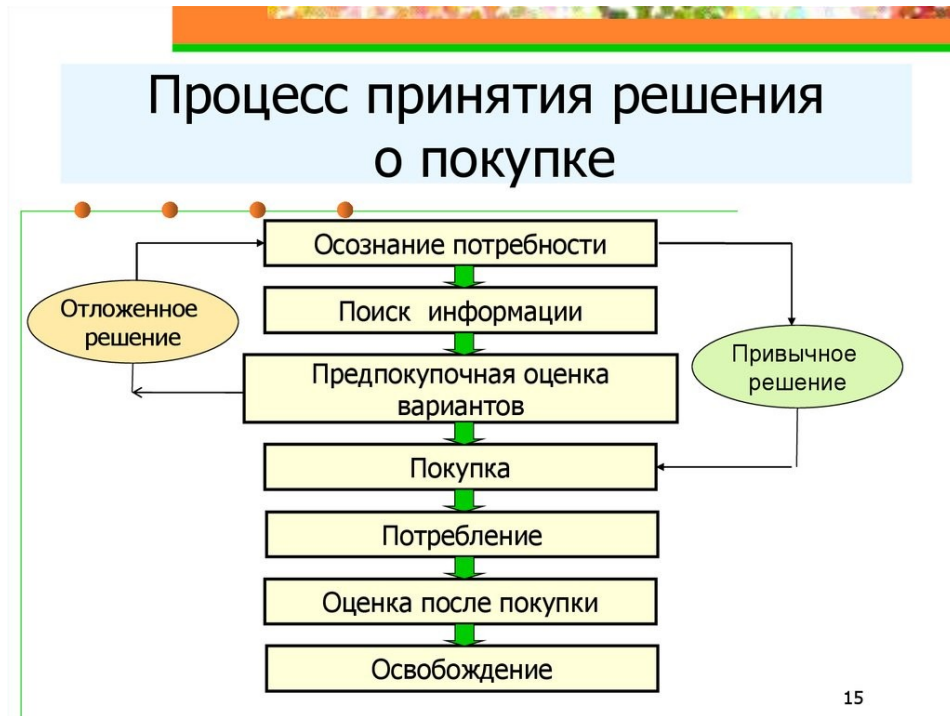 Процесс принятия решения
о покупке
Осознание потребности
Отложенное
решение
Поиск информации
Привычное
решение
Предпокупочная оценка
вариантов
Покупка
Потребление
Оценка после покупки
Освобождение
15